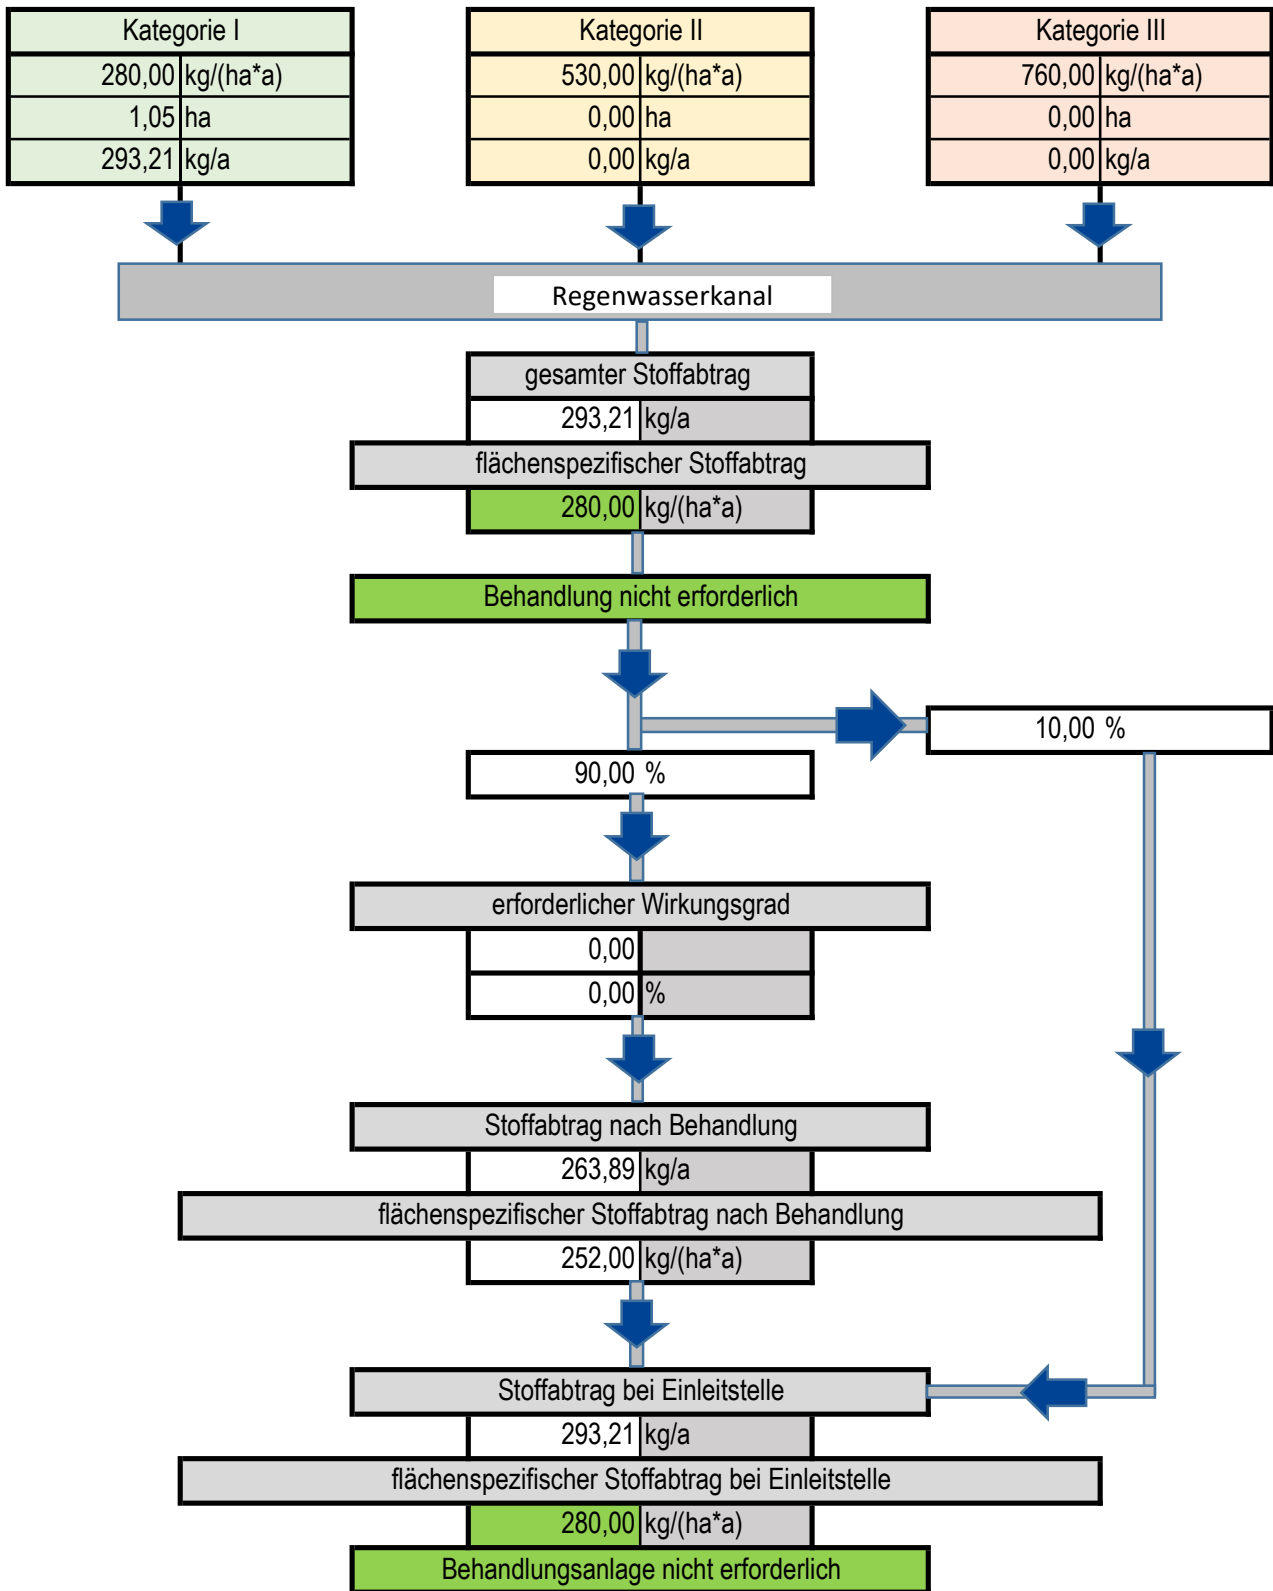 Kategorie I
280,00 kg/(ha*a)
1,05 ha
293,21 kg/a
Kategorie II
530,00 kg/(ha*a)
0,00 ha
0,00 kg/a
Kategorie III
760,00 kg/(ha*a)
0,00 ha
0,00 kg/a
Regenwasserkanal
gesamter Stoffabtrag
293,21 kg/a
flächenspezifischer Stoffabtrag
280,00 kg/(ha*a)
Behandlung nicht erforderlich
10,00 %
90,00 %
erforderlicher Wirkungsgrad
0,00
0,00 %
Stoffabtrag nach Behandlung
263,89 kg/a
flächenspezifischer Stoffabtrag nach Behandlung
252,00 kg/(ha*a)
Stoffabtrag bei Einleitstelle
293,21 kg/a
flächenspezifischer Stoffabtrag bei Einleitstelle
280,00 kg/(ha*a)
Behandlungsanlage nicht erforderlich